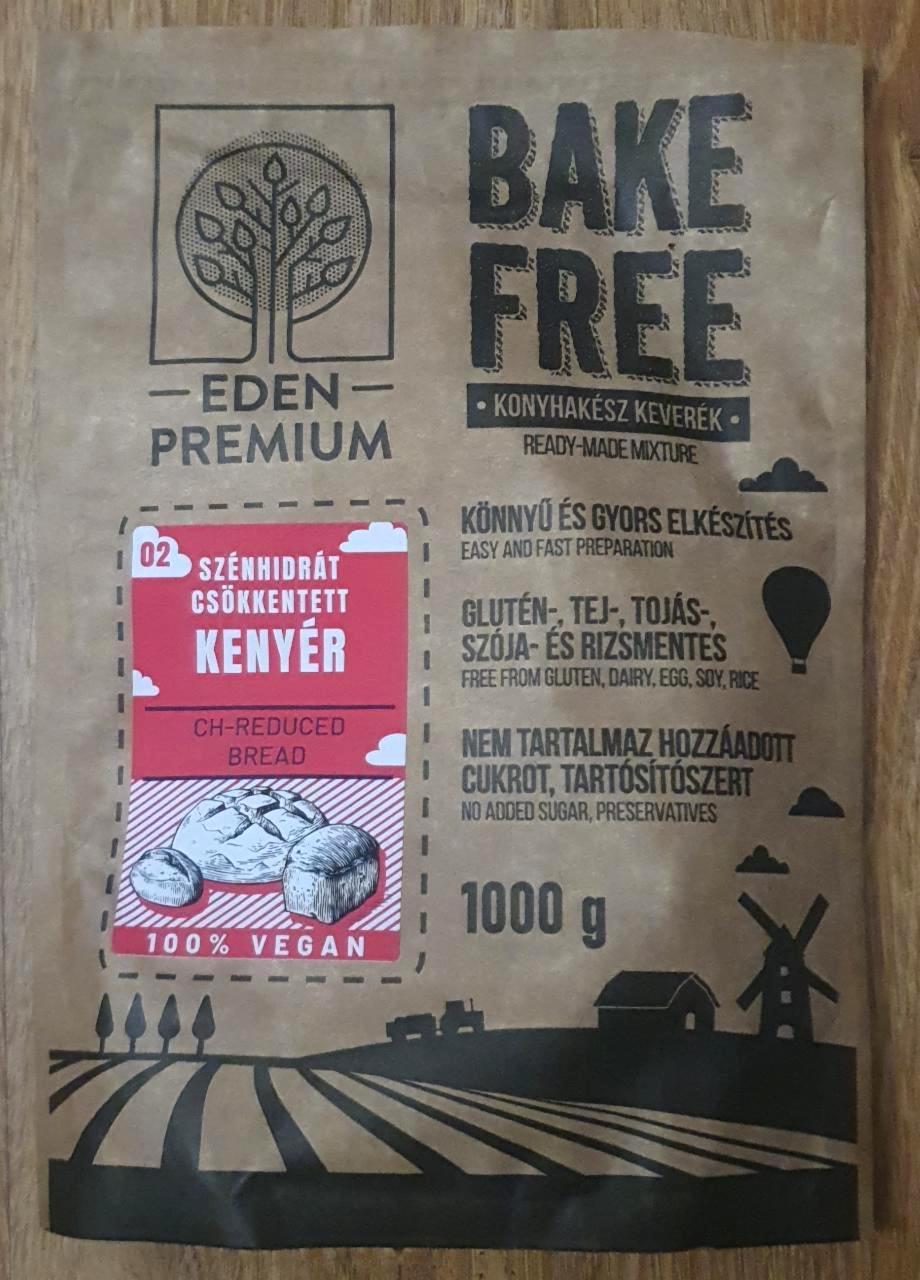 BAKE
FREE
• KONYHAKÉSZ KEVERÉK •
READY-MADE MIXTURE
EDEN
PREMIUM
KÖNNYŰ ÉS GYORS ELKÉSZÍTÉS
EASY AND FAST PREPARATION
GLUTÉN-, TEJ-, TOJÁS-,
SZÓJA- ÉS RIZSMENTES
FREE FROM GLUTEN, DAIRY, EGG, SOY, RICE
NEM TARTALMAZ HOZZÁADOTT
CUKROT, TARTÓSÍTÓSZERT
NO ADDED SUGAR, PRESERVATIVES
1000 g
02
SZÉNHIDRÁT
CSÖKKENTETT
KENYÉR
CH-REDUCED
BREAD
100% VEGAN